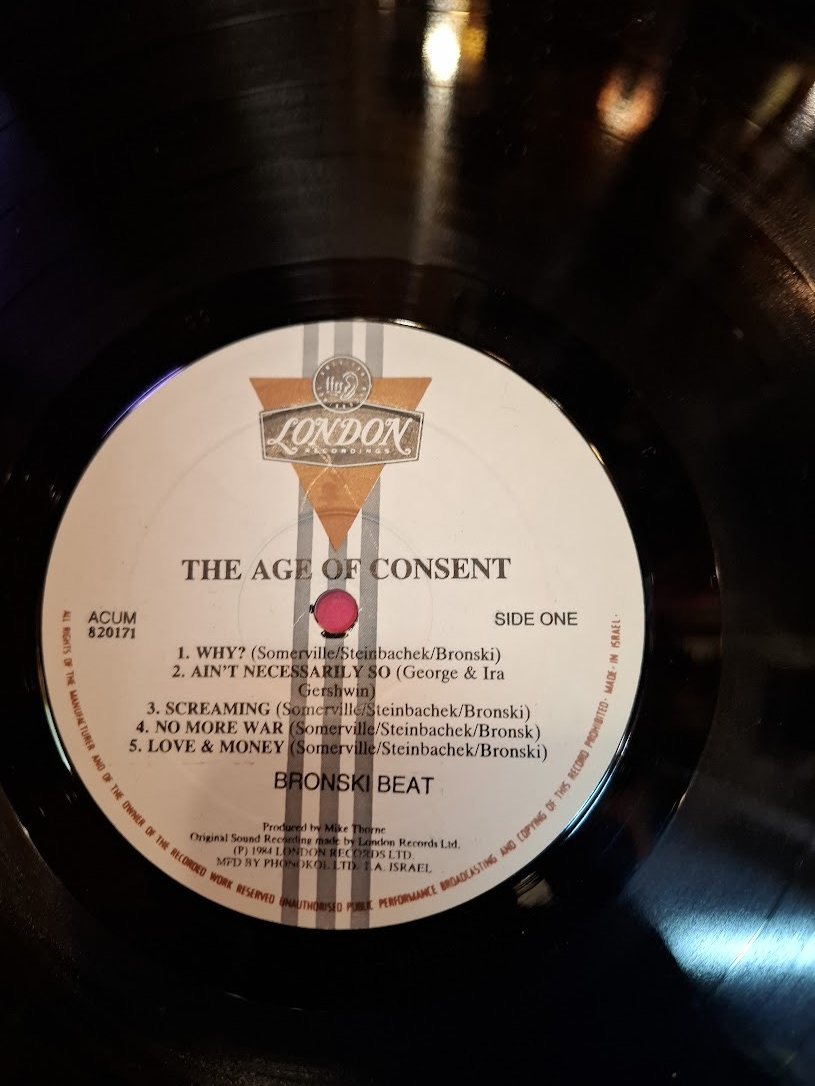 ffrr
LONDON
RECORDINGS
THE AGE OF CONSENT
ACUM
820171
SIDE ONE
1. WHY? (Somerville/Steinbachek/Bronski)
2. AIN'T NECESSARILY SO (George & Ira
Gershwin)
3. SCREAMING (Somerville/Steinbachek/Bronski)
4. NO MORE WAR (Somerville/Steinbachek/Bronsk)
5. LOVE & MONEY (Somerville/Steinbachek/Bronski)
BRONSKI BEAT
Produced by Mike Thorne
Original Sound Recording made by London Records Ltd.
(P) 1984 LONDON RECORDS LTD.
MFD BY PHONOKOL LTD. T.A. ISRAEL
ALL RIGHTS OF THE MANUFACTURER AND OF THE OWNER OF THE RECORDED WORK RESERVED UNAUTHORISED PUBLIC PERFORMANCE BROADCASTING AND COPYING OF THIS RECORD PROHIBITED· MADE·IN ISRAEL·